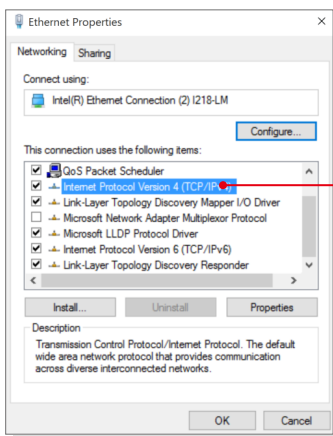 Ethernet Properties
Networking Sharing
Connect using:
Intel(R) Ethernet Connection (2) I218-LM
Configure...
This connection uses the following items:
QoS Packet Scheduler
Internet Protocol Version 4 (TCP/IPv4)
Link-Layer Topology Discovery Mapper I/O Driver
Microsoft Network Adapter Multiplexor Protocol
Microsoft LLDP Protocol Driver
Internet Protocol Version 6 (TCP/IPv6)
Link-Layer Topology Discovery Responder
Install... Uninstall Properties
Description
Transmission Control Protocol/Internet Protocol. The default
wide area network protocol that provides communication
across diverse interconnected networks.
OK Cancel